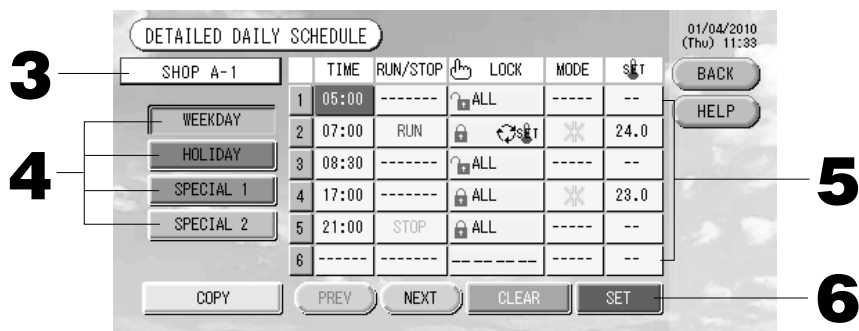 DETAILED DAILY SCHEDULE
01/04/2010
(Thu) 11:33
3
SHOP A-1
TIME RUN/STOP LOCK MODE SET
BACK
HELP
4
WEEKDAY
HOLIDAY
SPECIAL 1
SPECIAL 2
1 05:00 ------- ALL ----- --
2 07:00 RUN SET 24.0
3 08:30 ------- ALL ----- --
4 17:00 ------- ALL 23.0
5 21:00 STOP ALL ----- --
6 ------ ------- --------- ----- --
5
COPY PREV NEXT CLEAR SET
6